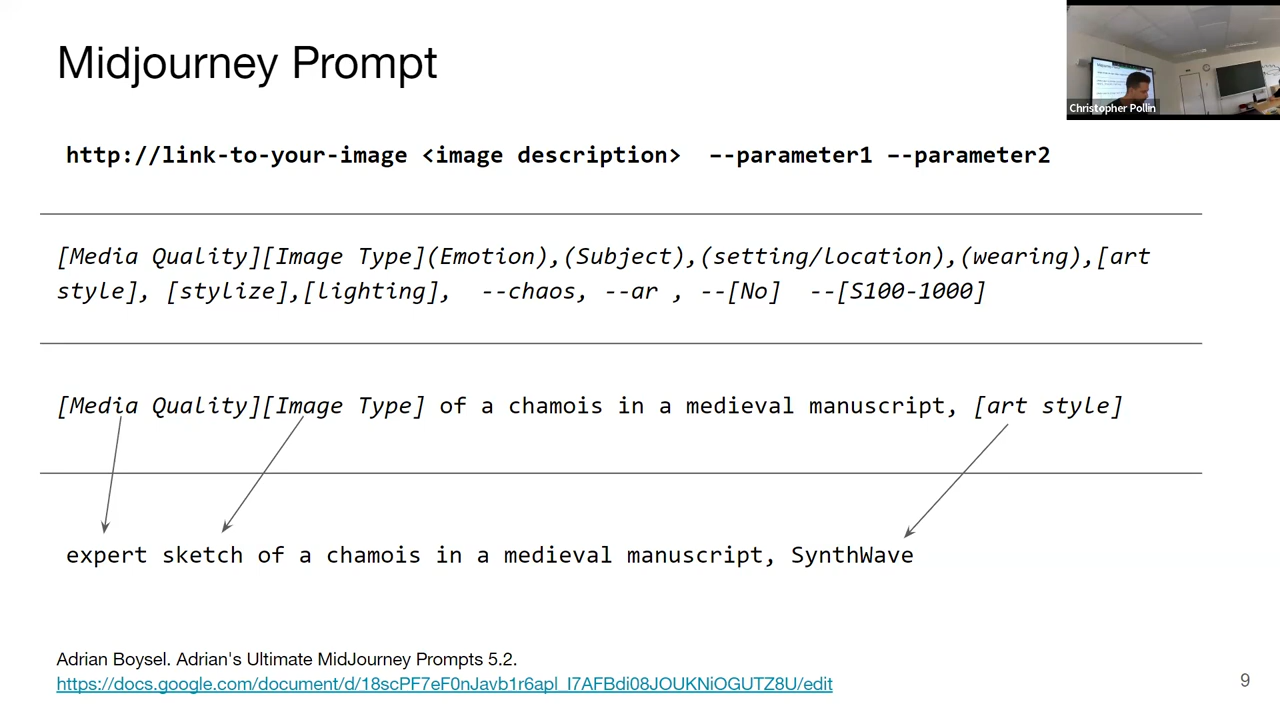 Midjourney Prompt
Christopher Pollin
http://link-to-your-image <image description>  --parameter1 --parameter2
[Media Quality][Image Type](Emotion),(Subject),(setting/location),(wearing),[art
style], [stylize],[lighting],  --chaos, --ar , --[No]  --[S100-1000]
[Media Quality][Image Type] of a chamois in a medieval manuscript, [art style]
expert sketch of a chamois in a medieval manuscript, SynthWave
Adrian Boysel. Adrian's Ultimate MidJourney Prompts 5.2.
https://docs.google.com/document/d/18scPF7eF0nJavb1r6apl_I7AFBdi08JOUKNiOGUTZ8U/edit
9